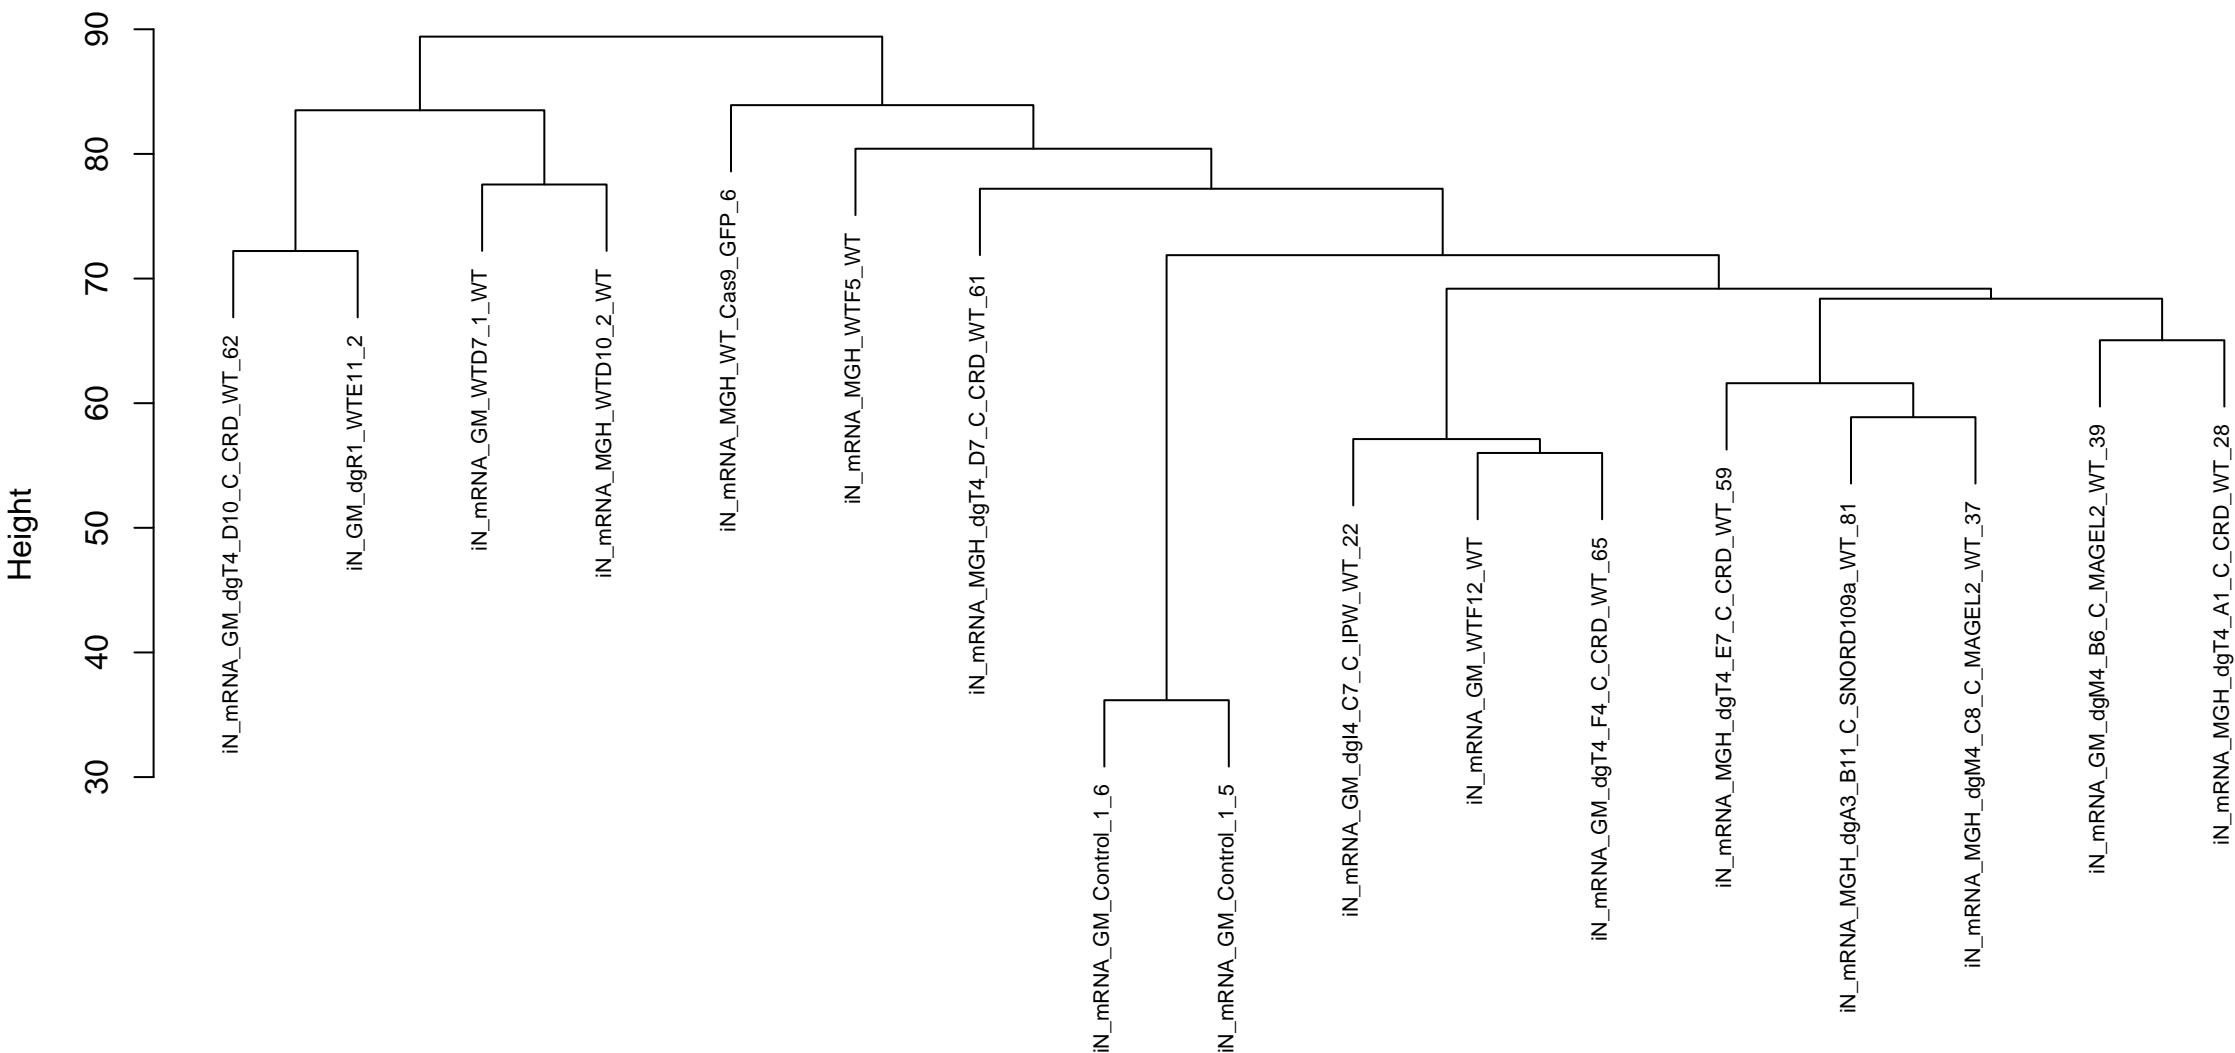 Height
90
80
70
60
50
40
30
iN_mRNA_GM_dgT4_D10_C_CRD_WT_62
iN_GM_dgR1_WTE11_2
iN_mRNA_GM_WTD7_1_WT
iN_mRNA_MGH_WTD10_2_WT
iN_mRNA_MGH_WT_Cas9_GFP_6
iN_mRNA_MGH_WTF5_WT
iN_mRNA_MGH_dgT4_D7_C_CRD_WT_61
iN_mRNA_GM_Control_1_6
iN_mRNA_GM_Control_1_5
iN_mRNA_GM_dgI4_C7_C_IPW_WT_22
iN_mRNA_GM_WTF12_WT
iN_mRNA_GM_dgT4_F4_C_CRD_WT_65
iN_mRNA_MGH_dgT4_E7_C_CRD_WT_59
iN_mRNA_MGH_dgA3_B11_C_SNORD109a_WT_81
iN_mRNA_MGH_dgM4_C8_C_MAGEL2_WT_37
iN_mRNA_GM_dgM4_B6_C_MAGEL2_WT_39
iN_mRNA_MGH_dgT4_A1_C_CRD_WT_28